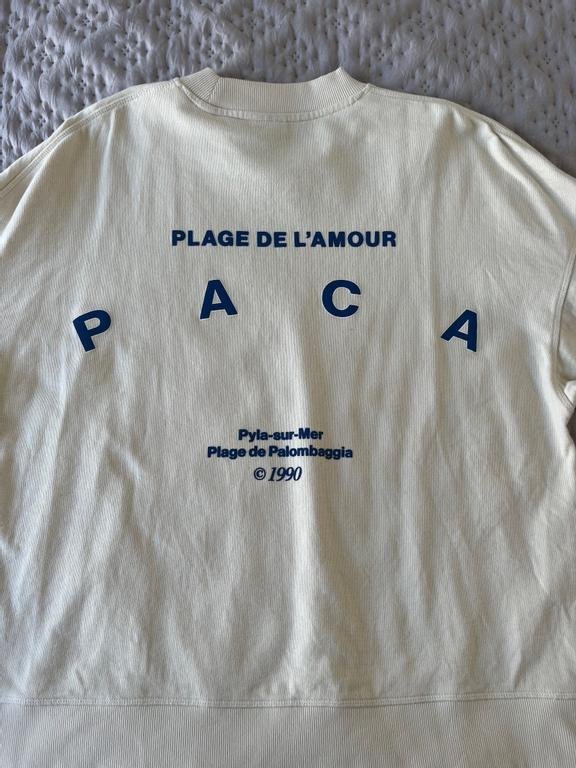 PLAGE DE L'AMOUR
P A C A
Pyla-sur-Mer
Plage de Palombaggia
© 1990